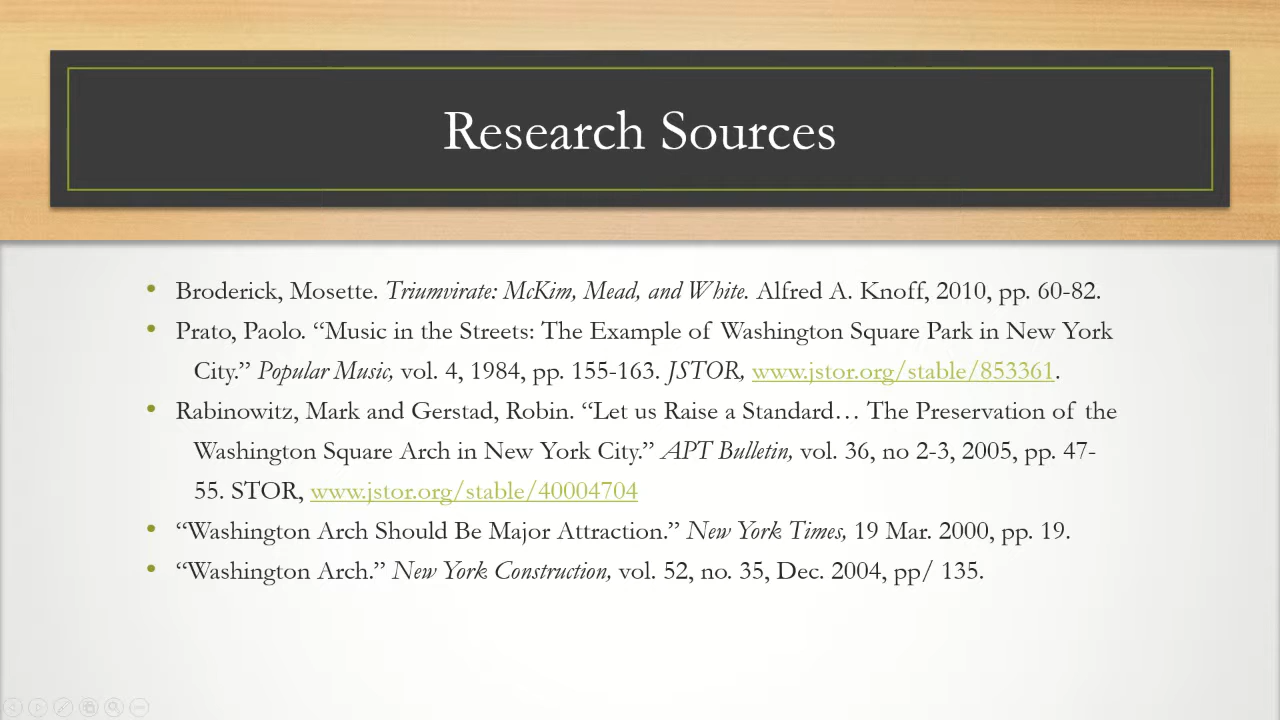 Research Sources
• Broderick, Mosette. Triumvirate: McKim, Mead, and White. Alfred A. Knoff, 2010, pp. 60-82.
• Prato, Paolo. “Music in the Streets: The Example of Washington Square Park in New York
City.” Popular Music, vol. 4, 1984, pp. 155-163. JSTOR, www.jstor.org/stable/853361.
• Rabinowitz, Mark and Gerstad, Robin. “Let us Raise a Standard… The Preservation of the
Washington Square Arch in New York City.” APT Bulletin, vol. 36, no 2-3, 2005, pp. 47-
55. STOR, www.jstor.org/stable/40004704
• “Washington Arch Should Be Major Attraction.” New York Times, 19 Mar. 2000, pp. 19.
• “Washington Arch.” New York Construction, vol. 52, no. 35, Dec. 2004, pp/ 135.